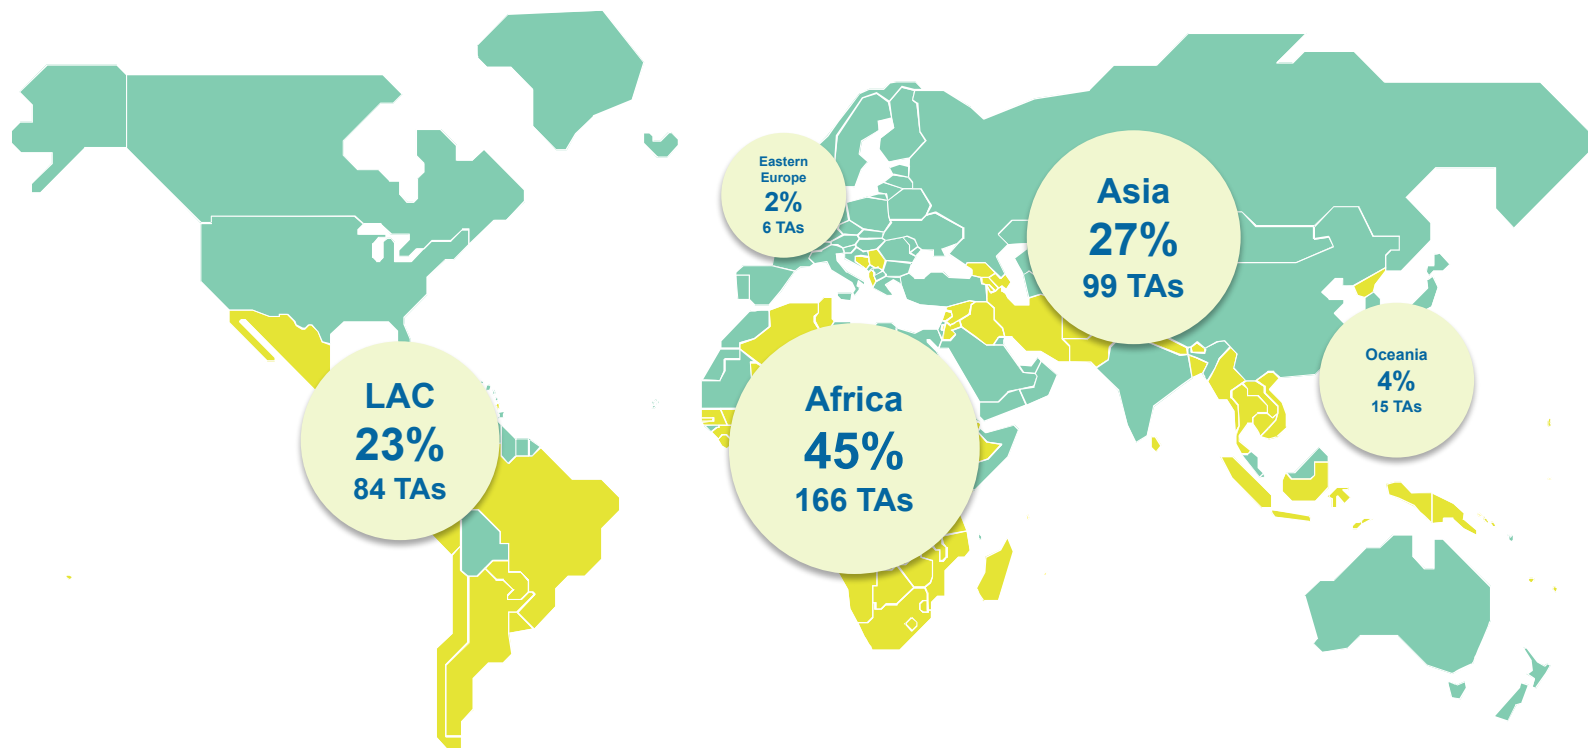 Eastern
Europe
2%
6 TAs
Asia
27%
99 TAs
LAC
23%
84 TAs
Africa
45%
166 TAs
Oceania
4%
15 TAs